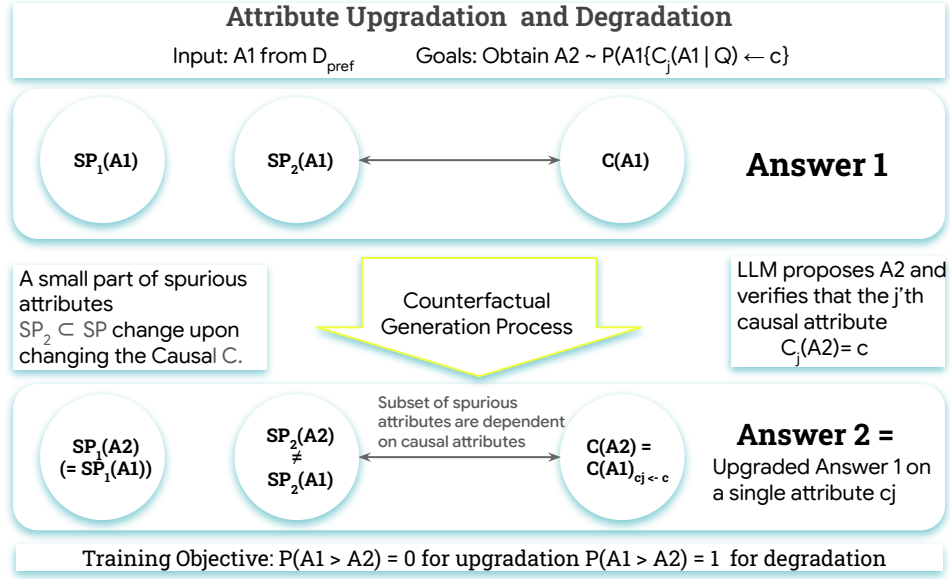 Attribute Upgradation and Degradation
Input: A1 from D_pref Goals: Obtain A2 ~ P(A1{C_j(A1 | Q) ← c}
SP_1(A1)
SP_2(A1)
C(A1)
Answer 1
A small part of spurious
attributes
SP_2 ⊂ SP change upon
changing the Causal C.
Counterfactual
Generation Process
LLM proposes A2 and
verifies that the j'th
causal attribute
C_j(A2)= c
SP_1(A2)
(= SP_1(A1))
SP_2(A2)
≠
SP_2(A1)
Subset of spurious
attributes are dependent
on causal attributes
C(A2) =
C(A1)_cj <- c
Answer 2 =
Upgraded Answer 1 on
a single attribute cj
Training Objective: P(A1 > A2) = 0 for upgradation P(A1 > A2) = 1 for degradation